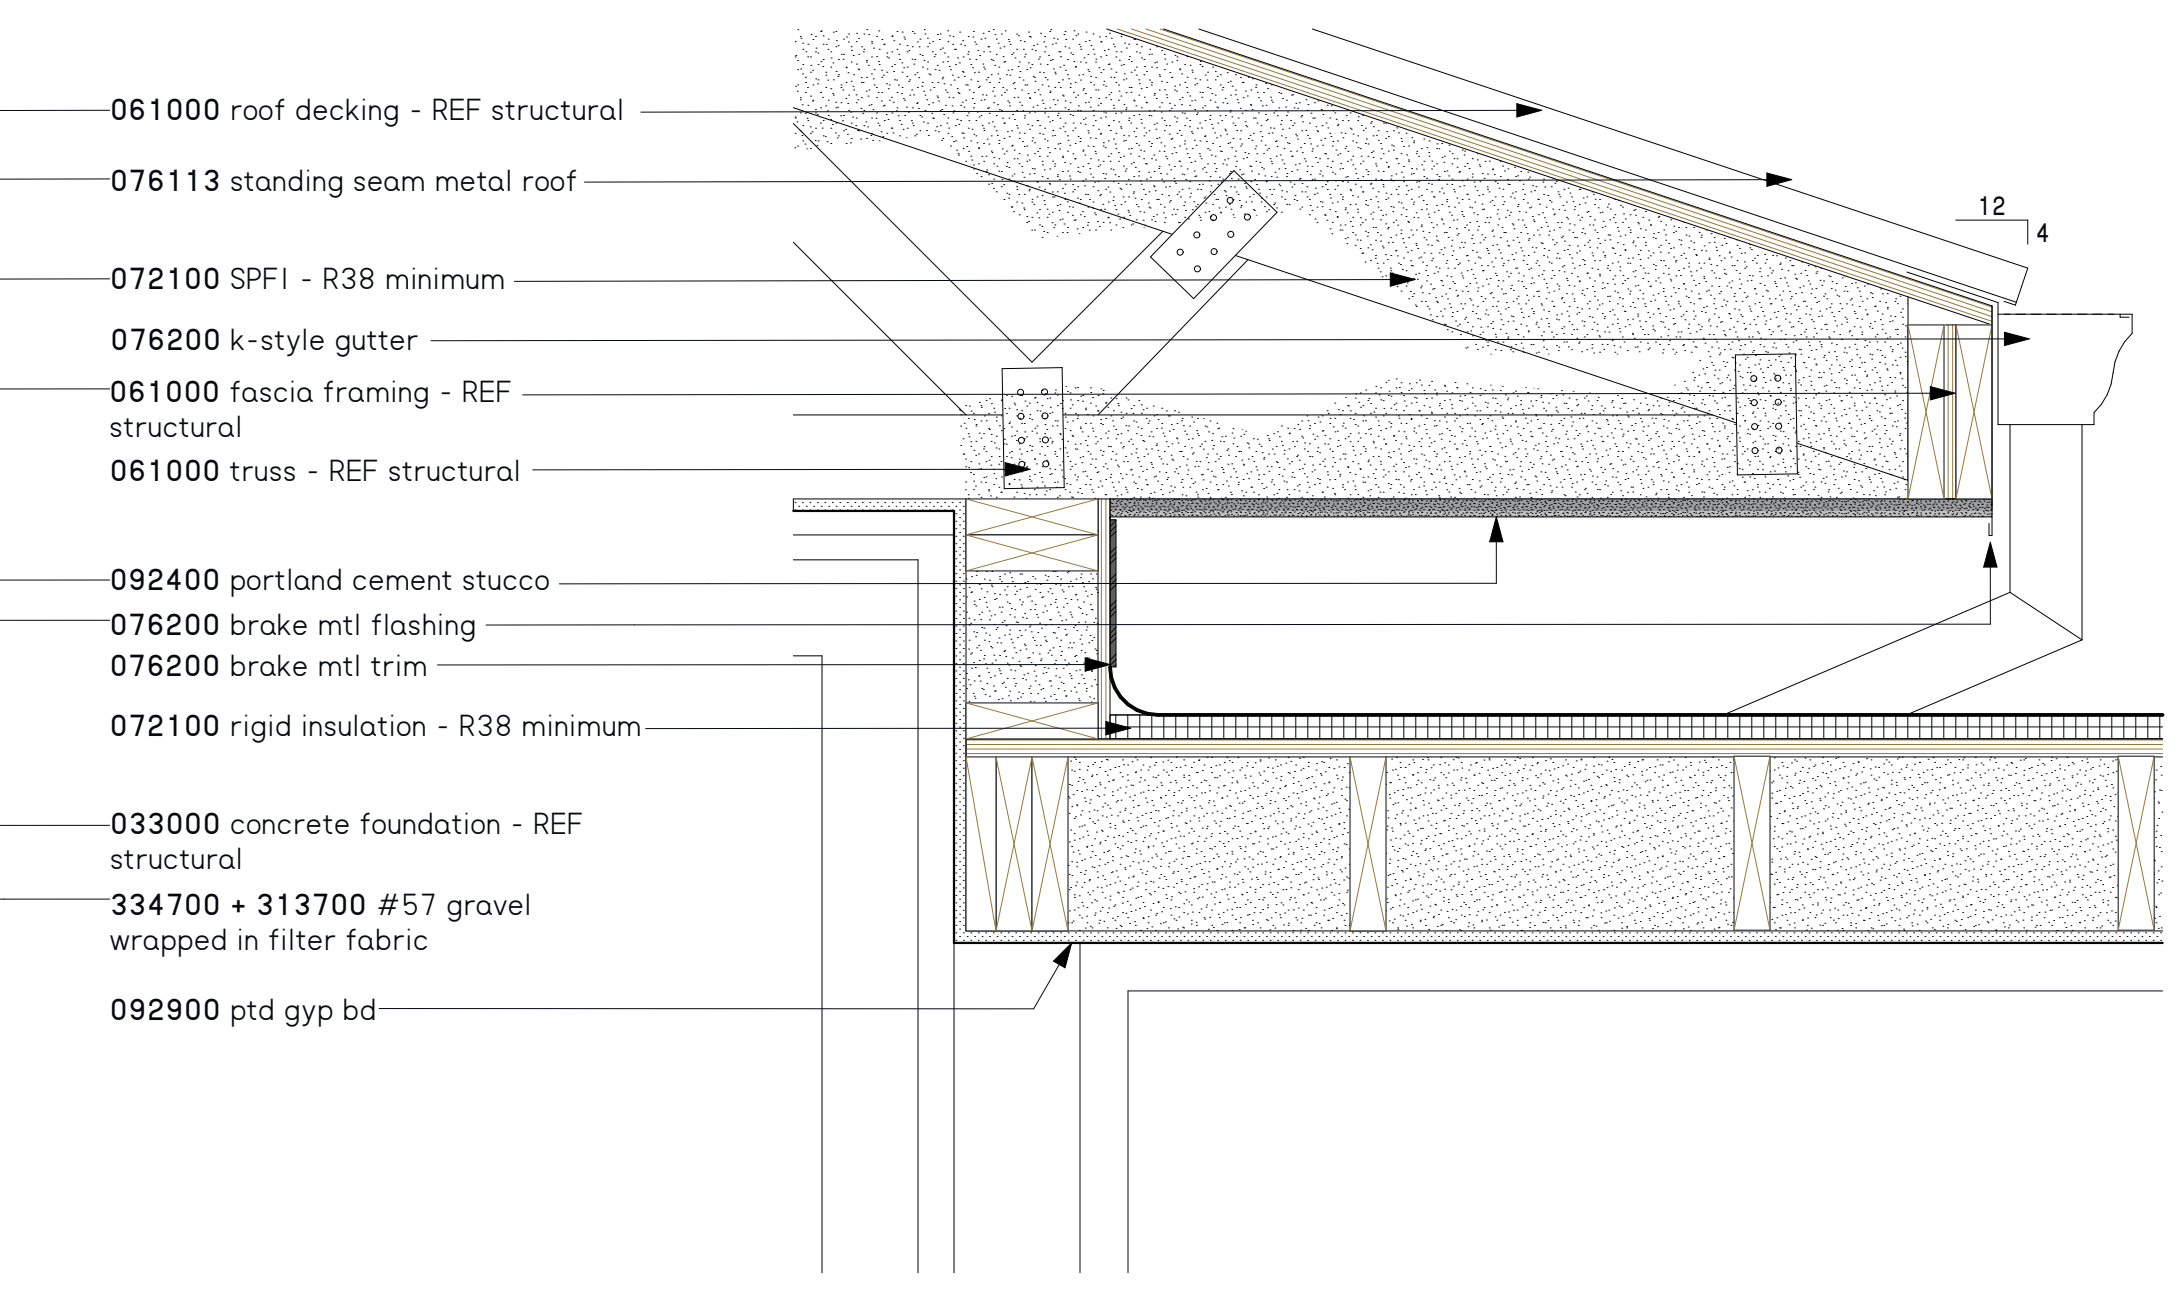 061000 roof decking - REF structural
076113 standing seam metal roof
12
4
072100 SPFI - R38 minimum
076200 k-style gutter
061000 fascia framing - REF
structural
061000 truss - REF structural
092400 portland cement stucco
076200 brake mtl flashing
076200 brake mtl trim
072100 rigid insulation - R38 minimum
033000 concrete foundation - REF
structural
334700 + 313700 #57 gravel
wrapped in filter fabric
092900 ptd gyp bd